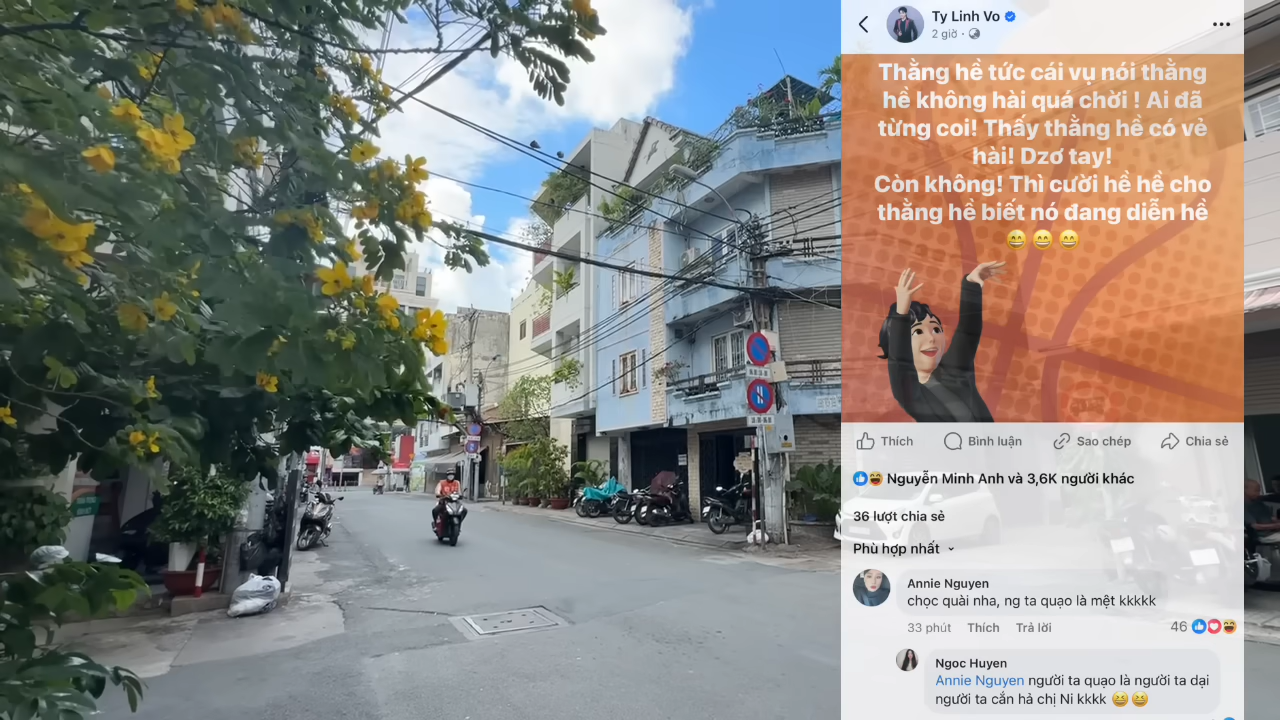 Ty Linh Vo
2 giờ ·
Thằng hề tức cái vụ nói thằng
hề không hài quá chời ! Ai đã
từng coi! Thấy thằng hề có vẻ
hài! Dzơ tay!
Còn không! Thì cười hề hề cho
thằng hề biết nó đang diễn hề
😄😄😄
Thích Bình luận Sao chép Chia sẻ
Nguyễn Minh Anh và 3,6K người khác
36 lượt chia sẻ
Phù hợp nhất
Annie Nguyen
chọc quài nha, ng ta quạo là mệt kkkkk
33 phút Thích Trả lời 46
Ngoc Huyen
Annie Nguyen người ta quạo là người ta dại
người ta cắn hả chị Ni kkkk 😆😆